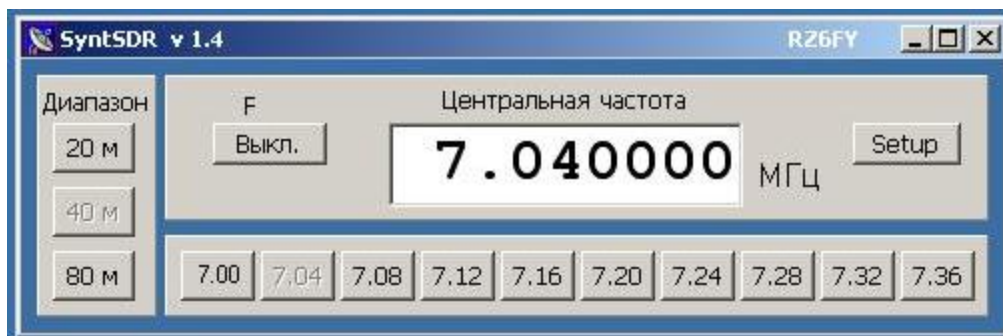 SyntSDR v 1.4 RZ6FY
Диапазон
20 м
40 м
80 м
F
Выкл.
Центральная частота
7.040000
МГц
Setup
7.00 7.04 7.08 7.12 7.16 7.20 7.24 7.28 7.32 7.36